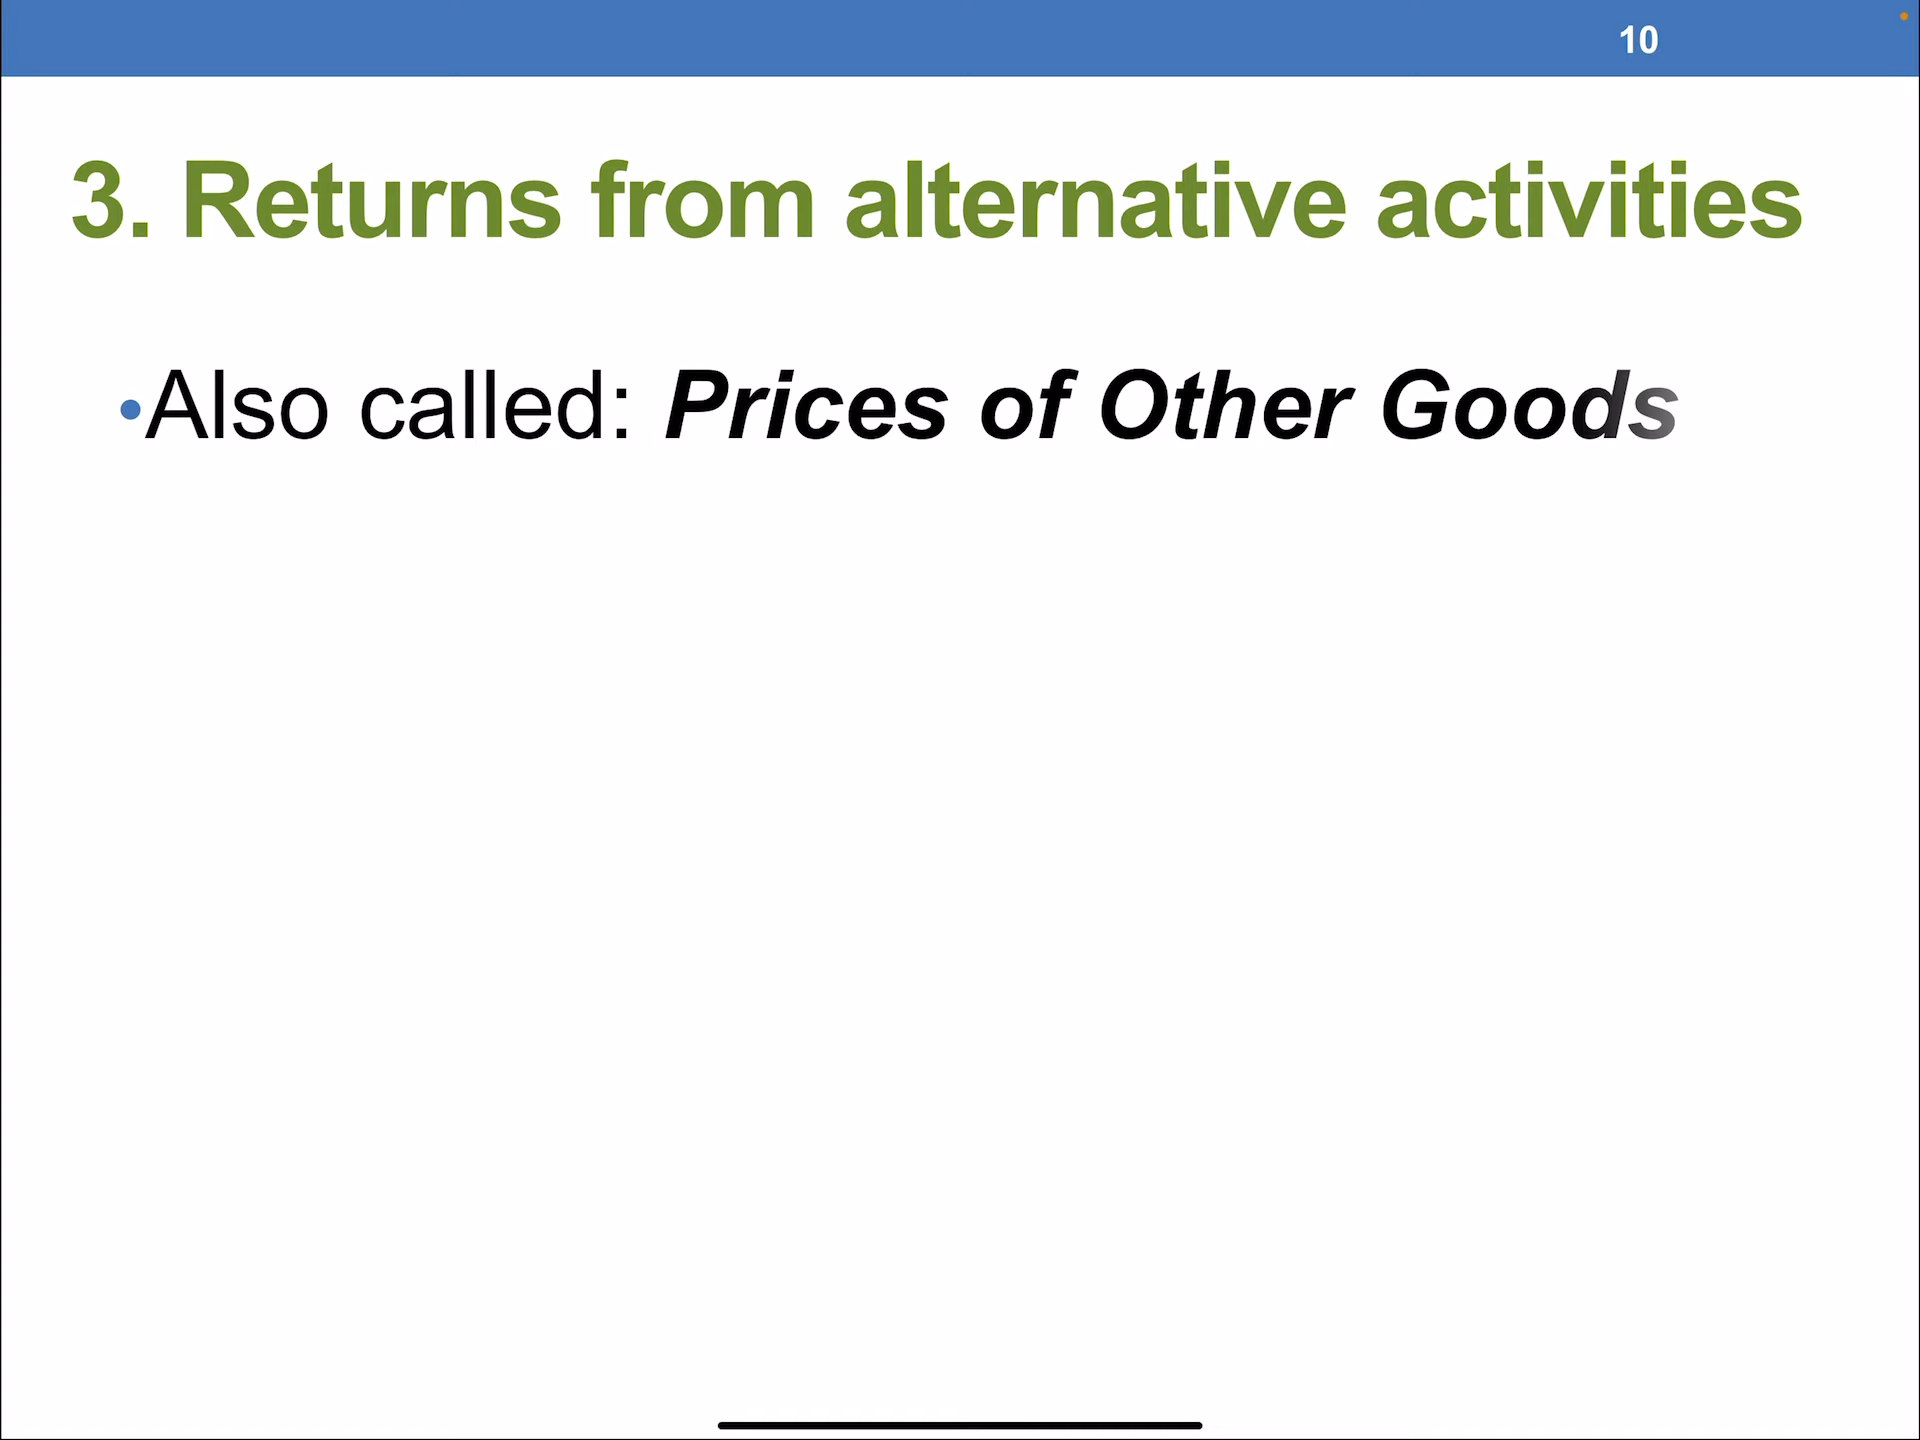 10
3. Returns from alternative activities
•Also called: Prices of Other Goods